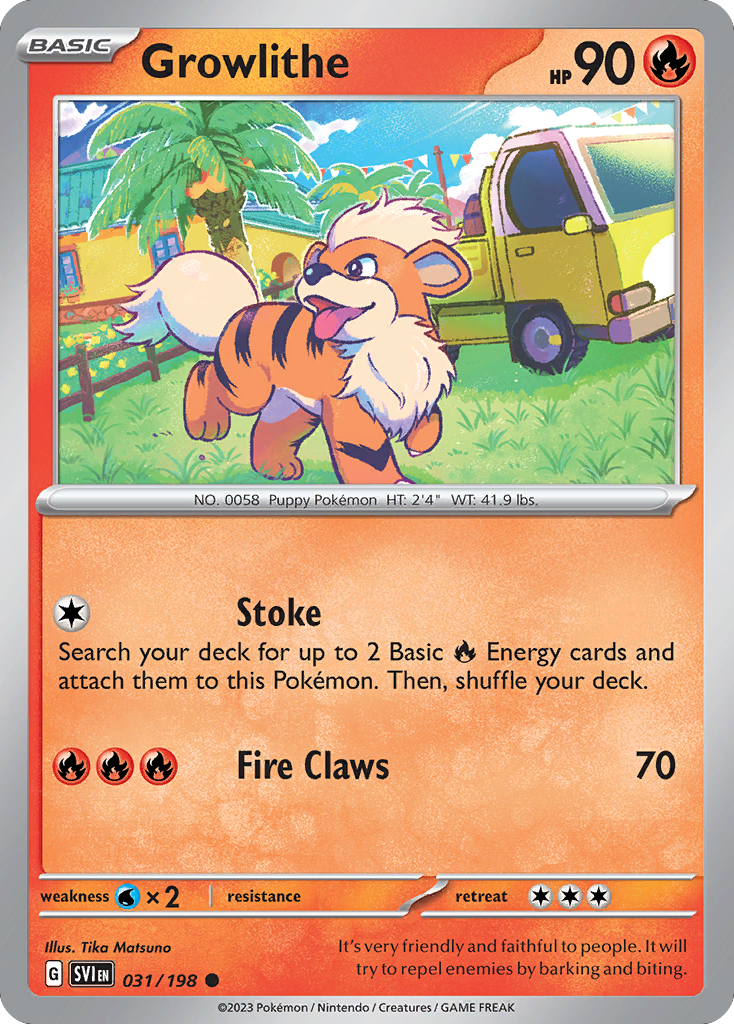 BASIC
Growlithe
HP 90
NO. 0058 Puppy Pokémon HT: 2'4" WT: 41.9 lbs.
Stoke
Search your deck for up to 2 Basic Energy cards and
attach them to this Pokémon. Then, shuffle your deck.
Fire Claws 70
weakness ×2 resistance retreat
Illus. Tika Matsuno
It's very friendly and faithful to people. It will
try to repel enemies by barking and biting.
G SVI EN 031/198
©2023 Pokémon / Nintendo / Creatures / GAME FREAK